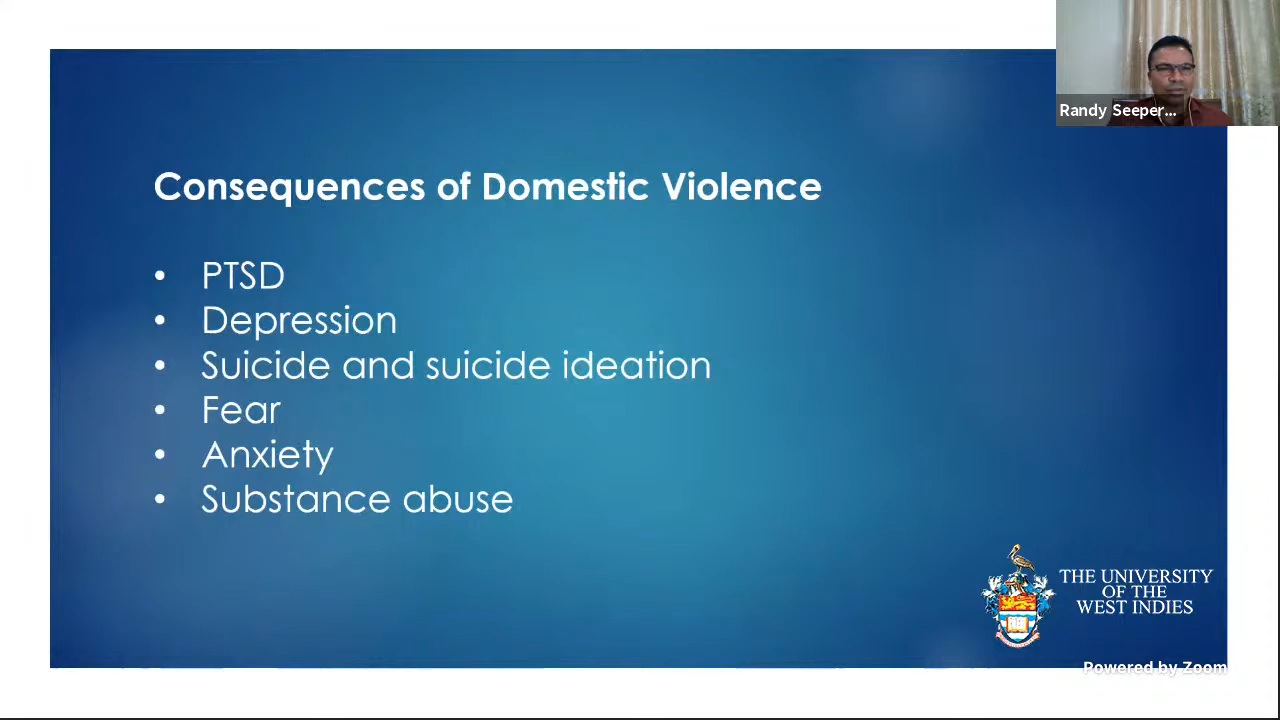 Randy Seeper...
Consequences of Domestic Violence
• PTSD
• Depression
• Suicide and suicide ideation
• Fear
• Anxiety
• Substance abuse
THE UNIVERSITY
OF THE
WEST INDIES
Powered by Zoom